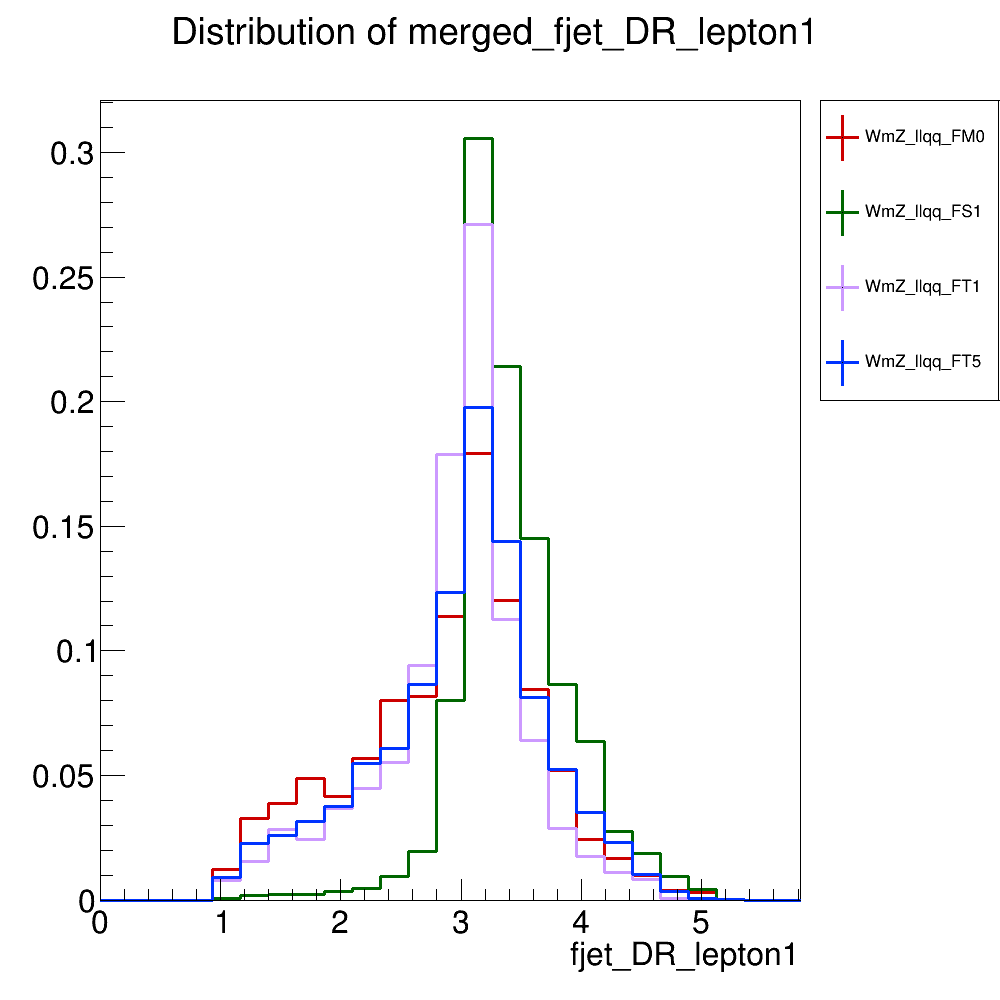 Distribution of merged_fjet_DR_lepton1
0.3
0.25
0.2
0.15
0.1
0.05
0
0 1 2 3 4 5
fjet_DR_lepton1
WmZ_llqq_FM0
WmZ_llqq_FS1
WmZ_llqq_FT1
WmZ_llqq_FT5